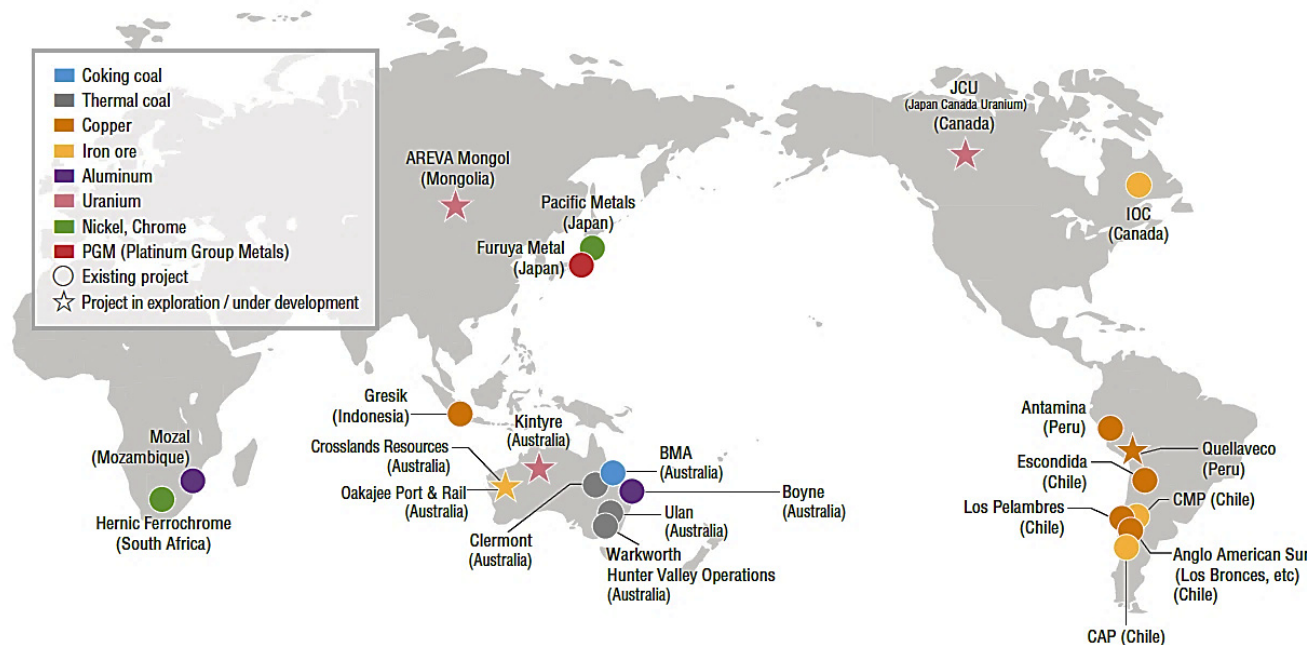 Coking coal
Thermal coal
Copper
Iron ore
Aluminum
Uranium
Nickel, Chrome
PGM (Platinum Group Metals)
Existing project
Project in exploration / under development
JCU
(Japan Canada Uranium)
(Canada)
AREVA Mongol
(Mongolia)
Pacific Metals
(Japan)
Furuya Metal
(Japan)
IOC
(Canada)
Gresik
(Indonesia)
Kintyre
(Australia)
Crosslands Resources
(Australia)
Oakajee Port & Rail
(Australia)
Mozal
(Mozambique)
Hernic Ferrochrome
(South Africa)
BMA
(Australia)
Boyne
(Australia)
Ulan
(Australia)
Clermont
(Australia)
Warkworth
Hunter Valley Operations
(Australia)
Antamina
(Peru)
Quellaveco
(Peru)
Escondida
(Chile)
CMP (Chile)
Los Pelambres
(Chile)
Anglo American Sur
(Los Bronces, etc)
(Chile)
CAP (Chile)